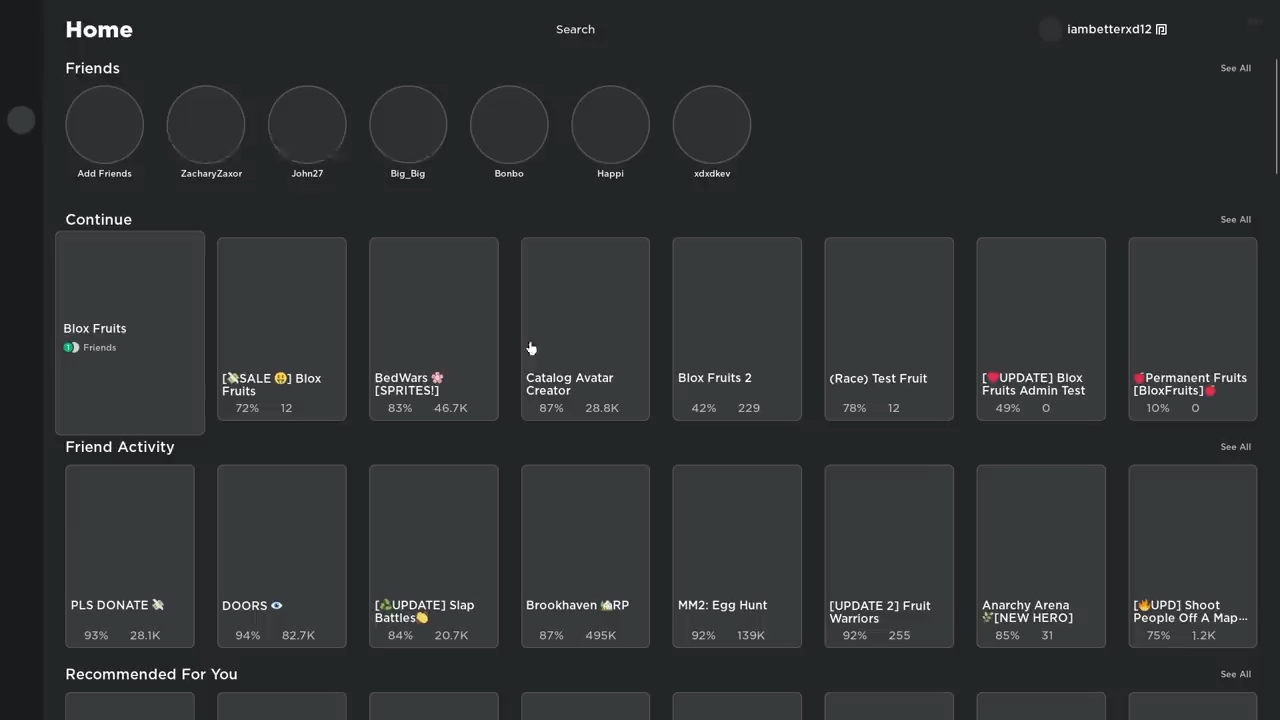 Home
Search
iambetterxd12
Friends
See All
Add Friends
ZacharyZaxor
John27
Big_Big
Bonbo
Happi
xdxdkev
Continue
See All
Blox Fruits
1
Friends
[💸SALE 🤑] Blox
Fruits
72% 12
BedWars 🌸
[SPRITES!]
83% 46.7K
Catalog Avatar
Creator
87% 28.8K
Blox Fruits 2
42% 229
(Race) Test Fruit
78% 12
[❤UPDATE] Blox
Fruits Admin Test
49% 0
🍎Permanent Fruits
[BloxFruits]🍎
10% 0
Friend Activity
See All
PLS DONATE 💸
93% 28.1K
DOORS 👁
94% 82.7K
[♻UPDATE] Slap
Battles👏
84% 20.7K
Brookhaven 🏡RP
87% 495K
MM2: Egg Hunt
92% 139K
[UPDATE 2] Fruit
Warriors
92% 255
Anarchy Arena
🌿[NEW HERO]
85% 31
[🔥UPD] Shoot
People Off A Map...
75% 1.2K
Recommended For You
See All